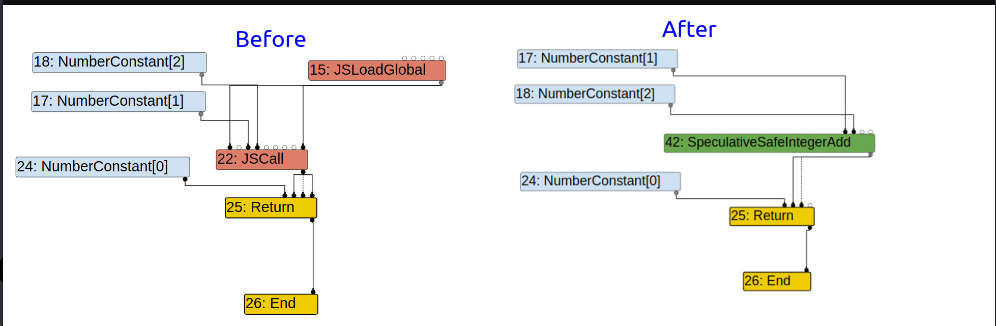 Before
18: NumberConstant[2]
15: JSLoadGlobal
17: NumberConstant[1]
22: JSCall
24: NumberConstant[0]
25: Return
26: End
After
17: NumberConstant[1]
18: NumberConstant[2]
42: SpeculativeSafeIntegerAdd
24: NumberConstant[0]
25: Return
26: End